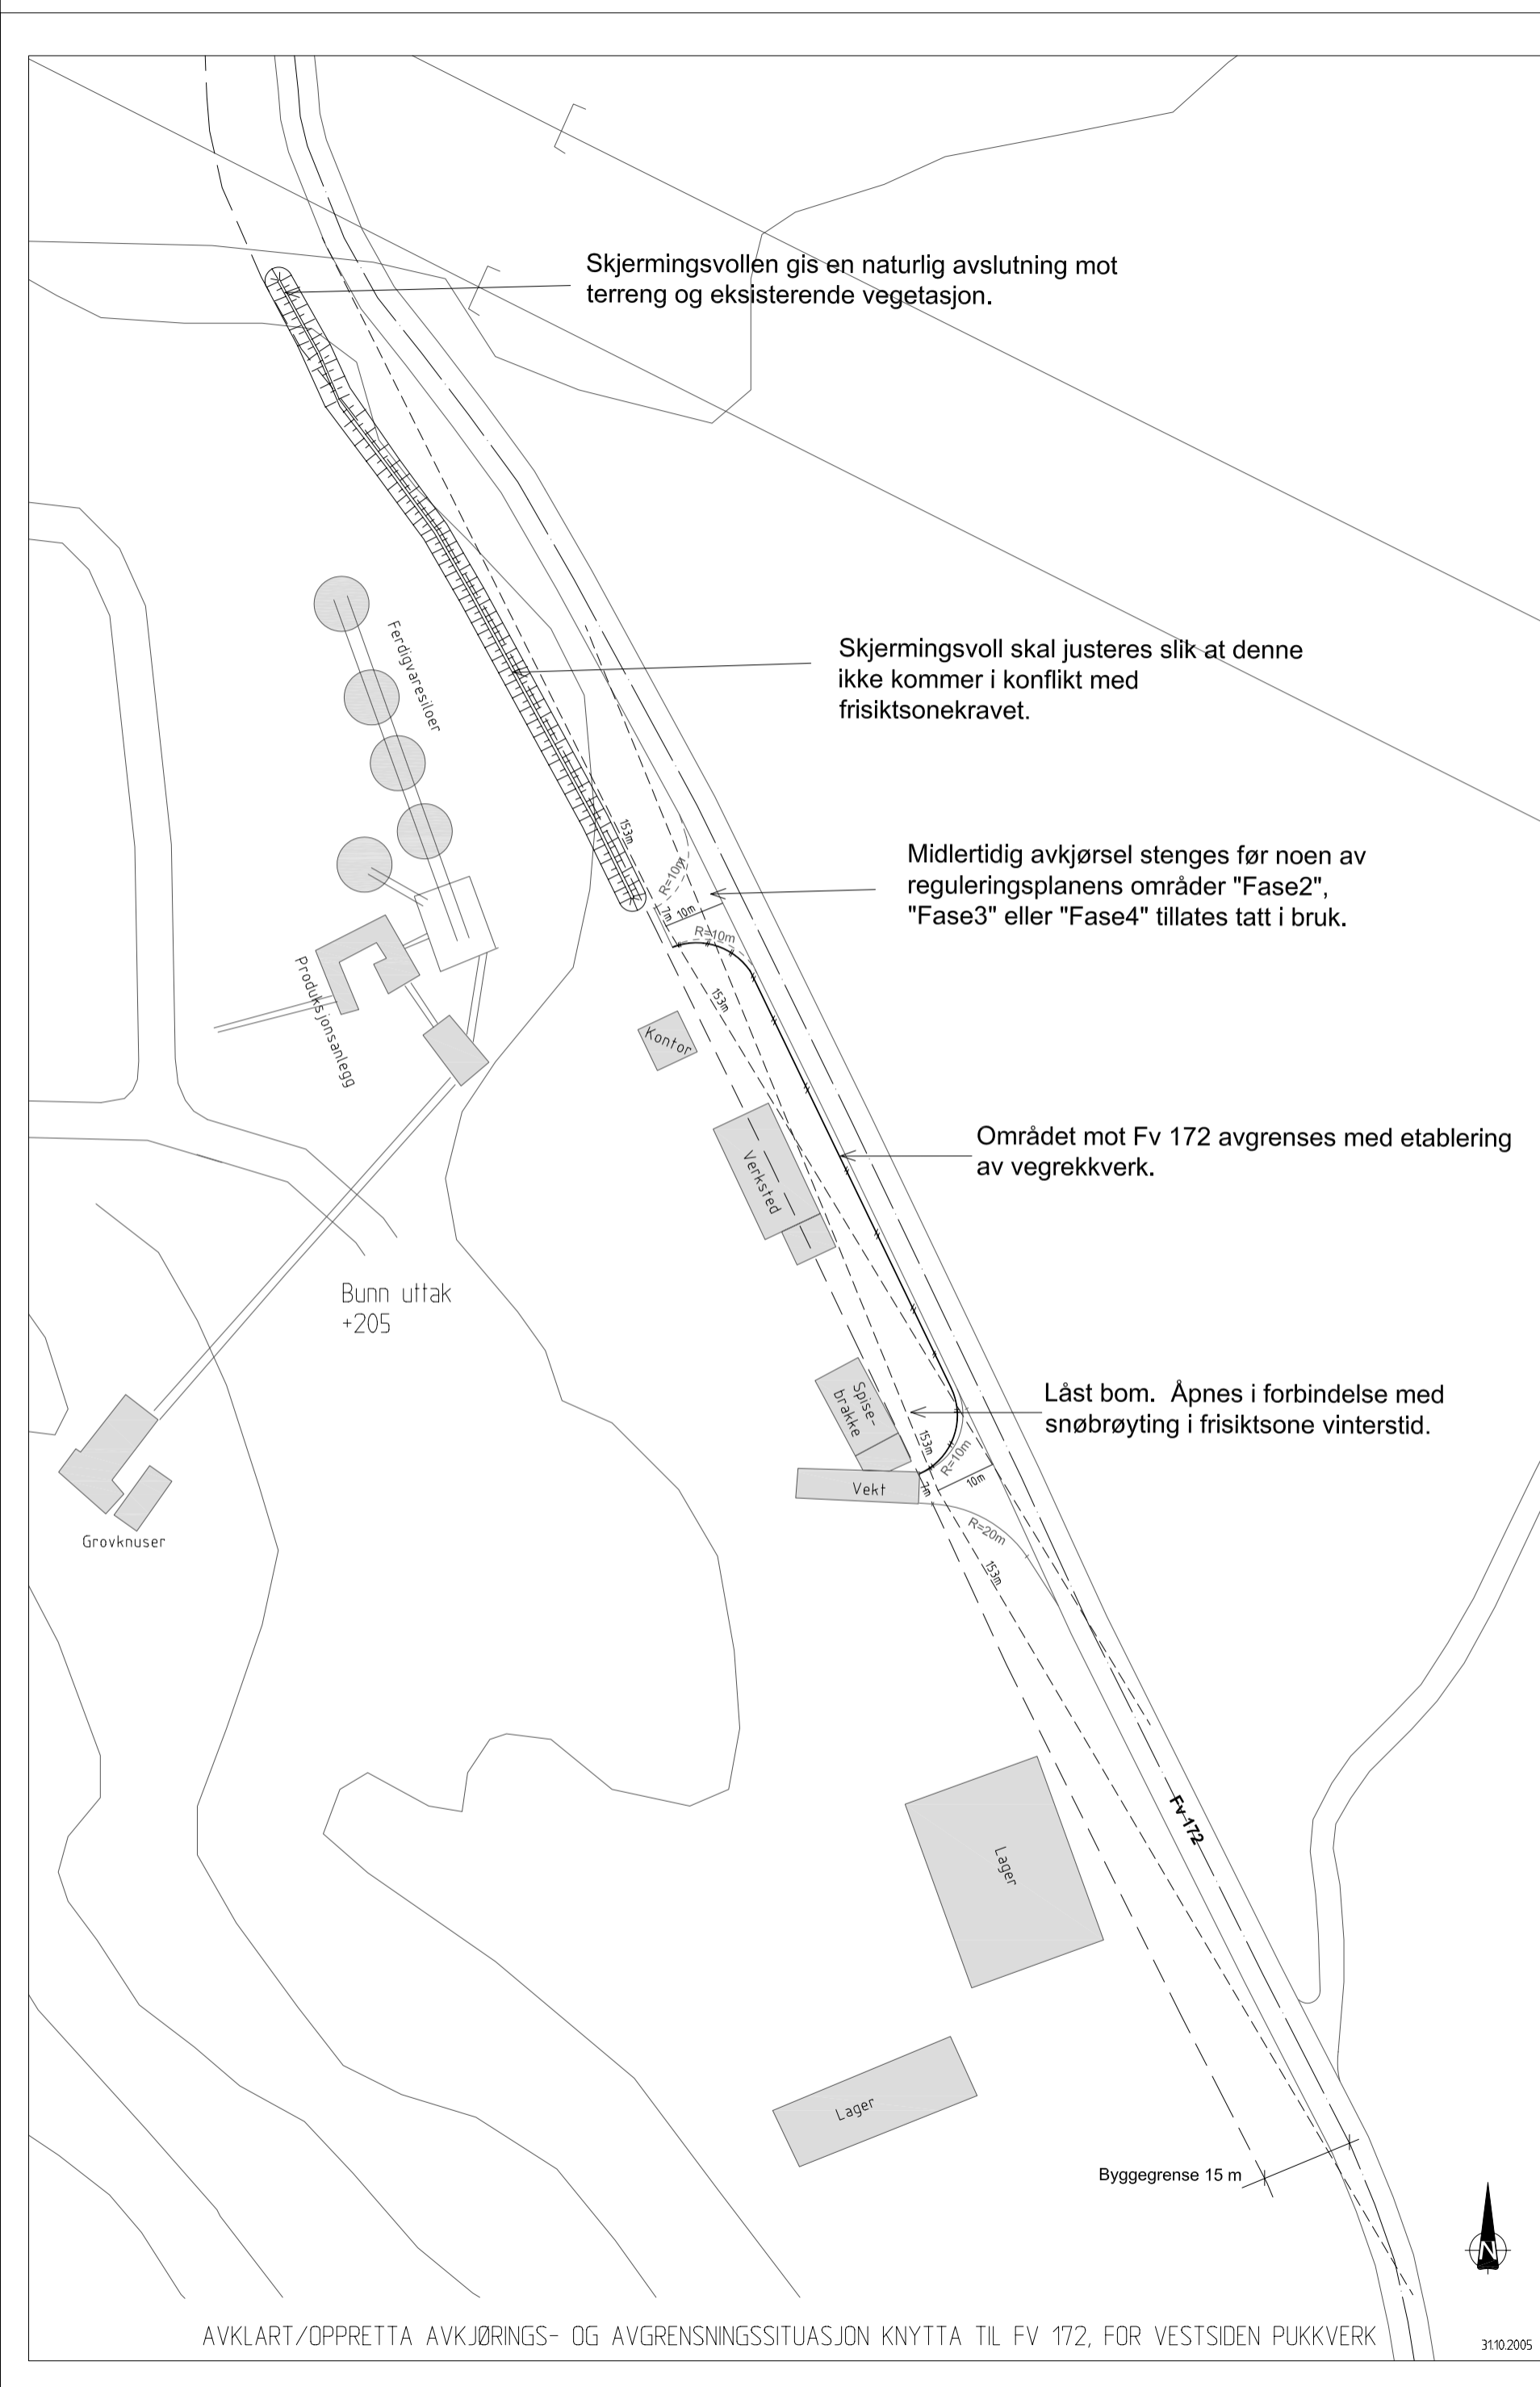 Skjermingsvollen gis en naturlig avslutning mot
terreng og eksisterende vegetasjon.
Ferdigvaresiloer
Skjermingsvoll skal justeres slik at denne
ikke kommer i konflikt med
frisiktsonekravet.
153m
R=10m
7m
10m
R=10m
Midlertidig avkjørsel stenges før noen av
reguleringsplanens områder "Fase2",
"Fase3" eller "Fase4" tillates tatt i bruk.
Produksjonsanlegg
153m
Kontor
Verksted
Området mot Fv 172 avgrenses med etablering
av vegrekkverk.
Bunn uttak
+205
Spise-
brakke
Låst bom. Åpnes i forbindelse med
snøbrøyting i frisiktsone vinterstid.
153m
R=10m
7m
10m
Vekt
R=20m
Grovknuser
153m
Fv 172
Lager
Lager
Byggegrense 15 m
N
AVKLART/OPPRETTA AVKJØRINGS- OG AVGRENSNINGSSITUASJON KNYTTA TIL FV 172, FOR VESTSIDEN PUKKVERK
31.10.2005